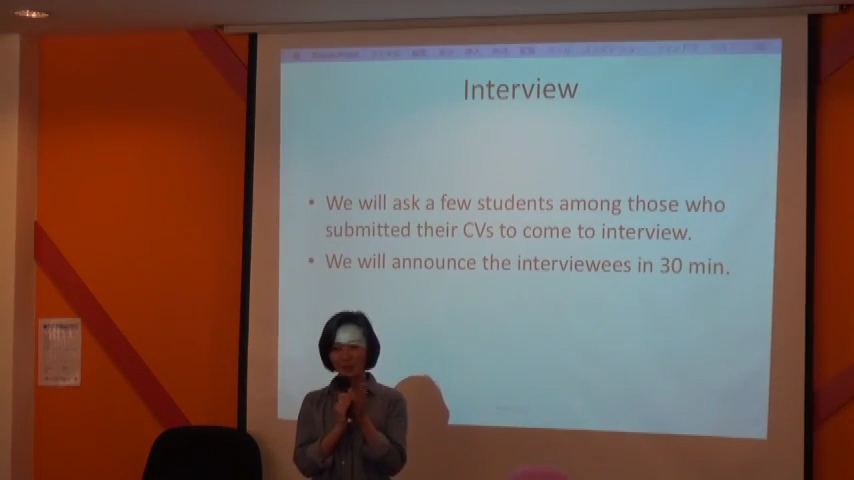 Interview
• We will ask a few students among those who
submitted their CVs to come to interview.
• We will announce the interviewees in 30 min.